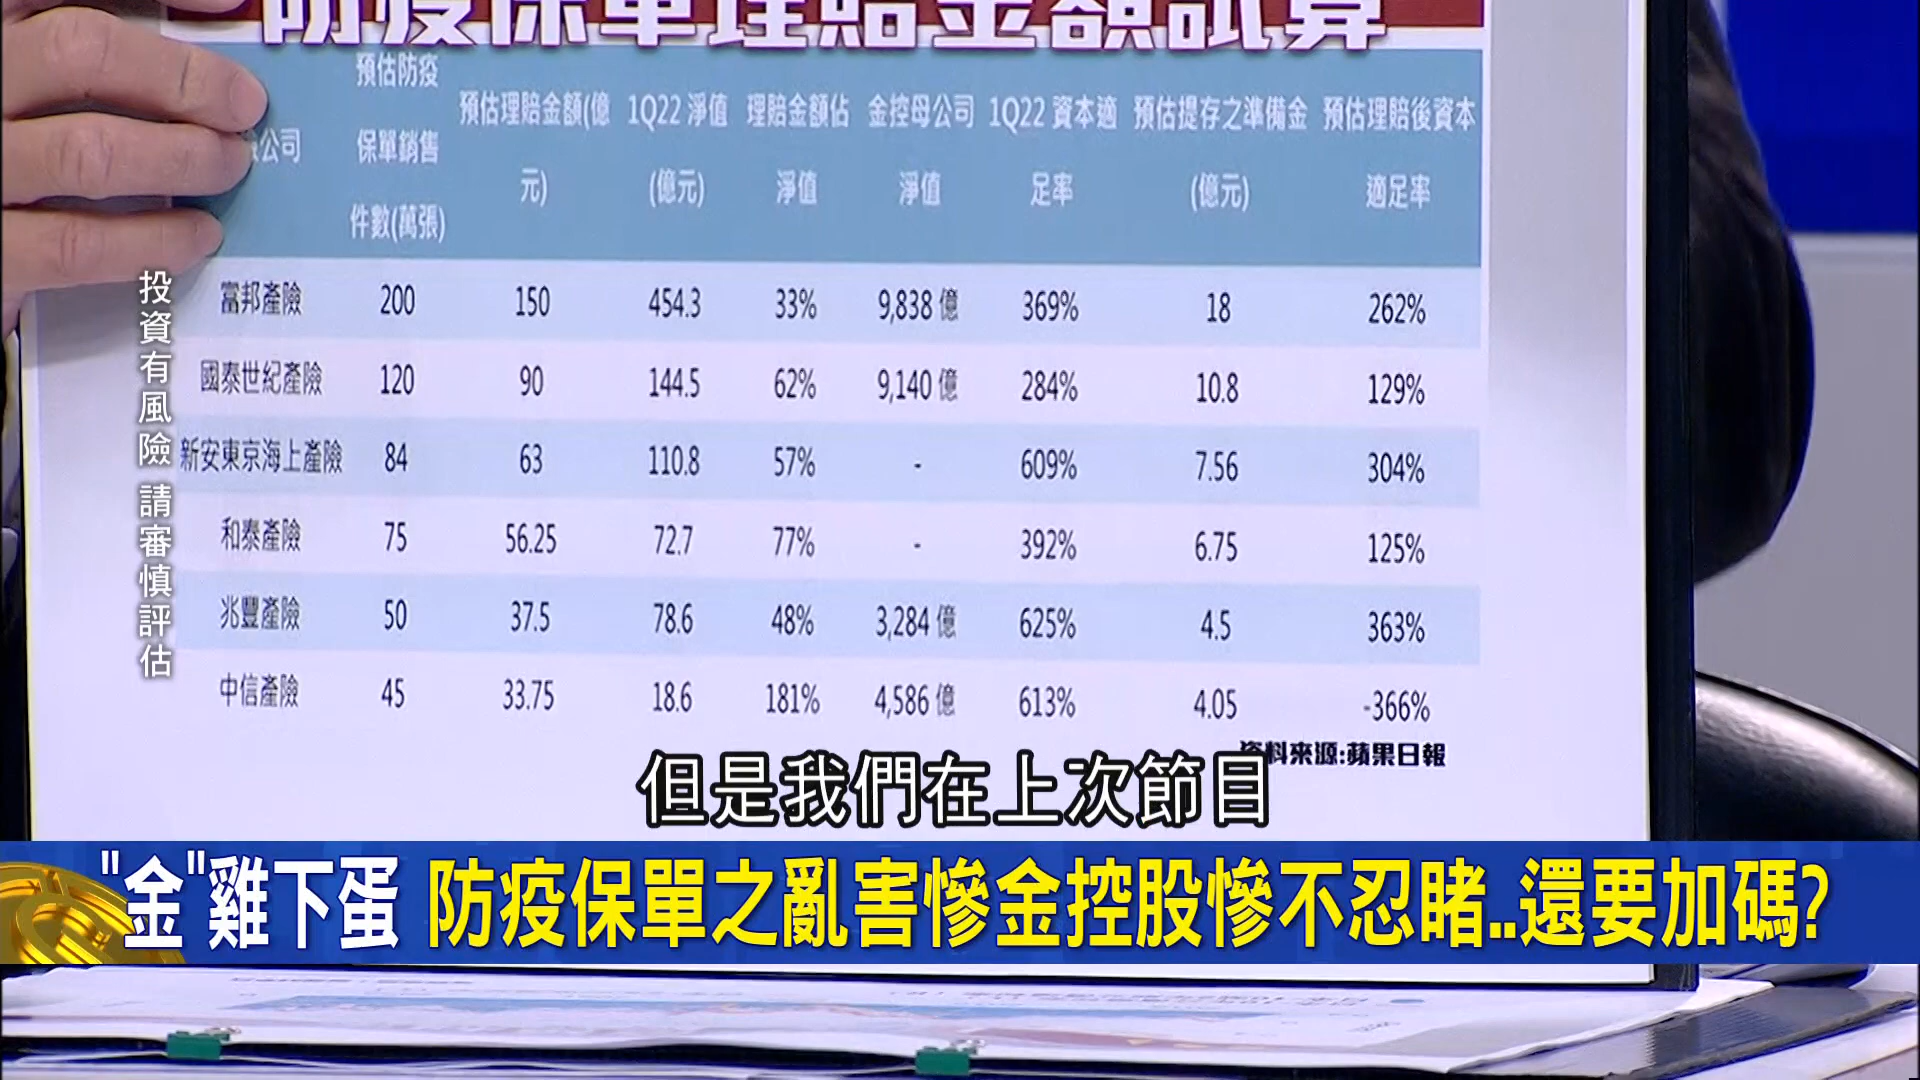 防疫保單理賠金額試算
公司 預估防疫保單銷售件數(萬張) 預估理賠金額(億元) 1Q22 淨值(億元) 理賠金額佔淨值 金控母公司淨值 1Q22 資本適足率 預估提存之準備金(億元) 預估理賠後資本適足率
富邦產險 200 150 454.3 33% 9,838 億 369% 18 262%
國泰世紀產險 120 90 144.5 62% 9,140 億 284% 10.8 129%
新安東京海上產險 84 63 110.8 57% - 609% 7.56 304%
和泰產險 75 56.25 72.7 77% - 392% 6.75 125%
兆豐產險 50 37.5 78.6 48% 3,284 億 625% 4.5 363%
中信產險 45 33.75 18.6 181% 4,586 億 613% 4.05 -366%
資料來源:蘋果日報
投資有風險 請審慎評估
但是我們在上次節目
"金"雞下蛋 防疫保單之亂害慘金控股慘不忍睹..還要加碼?